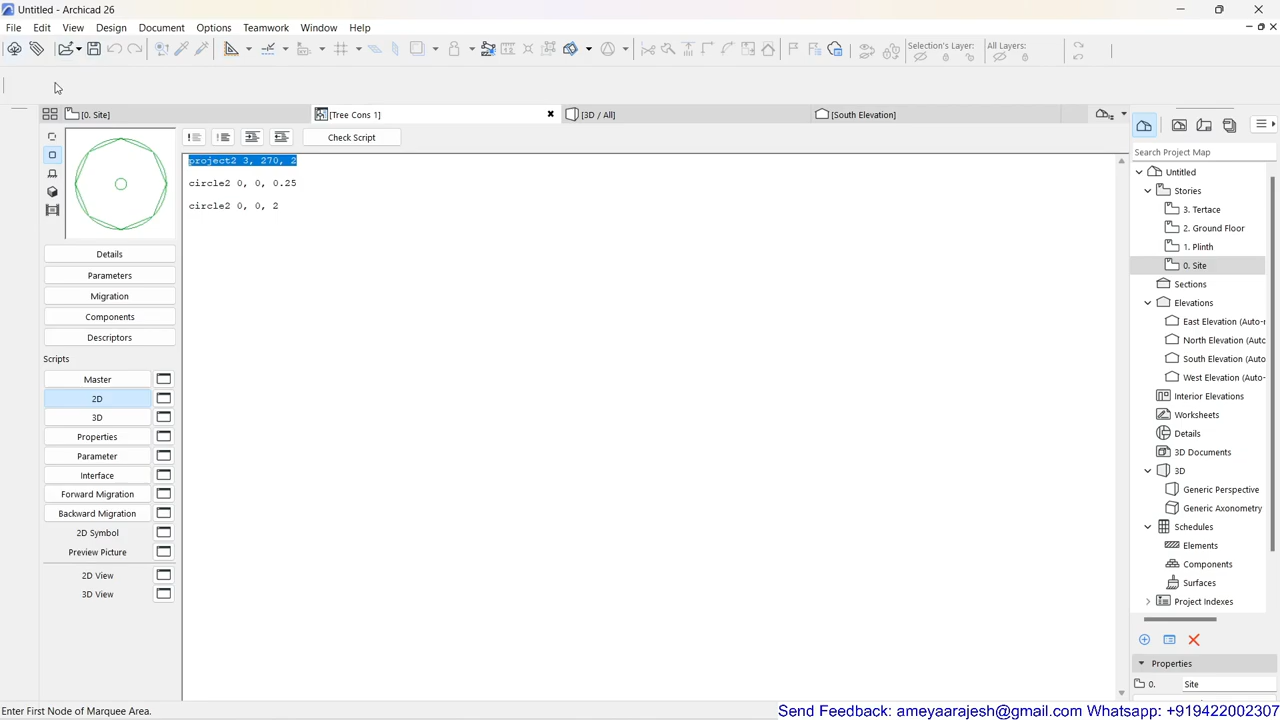 Untitled - Archicad 26
File Edit View Design Document Options Teamwork Window Help
Selection's Layer:
All Layers:
[0. Site]
[Tree Cons 1]
[3D / All]
[South Elevation]
Check Script
Search Project Map
project2 3, 270, 2
circle2 0, 0, 0.25
circle2 0, 0, 2
Details
Parameters
Migration
Components
Descriptors
Scripts
Master
2D
3D
Properties
Parameter
Interface
Forward Migration
Backward Migration
2D Symbol
Preview Picture
2D View
3D View
Untitled
Stories
3. Tertace
2. Ground Floor
1. Plinth
0. Site
Sections
Elevations
East Elevation (Auto-r
North Elevation (Autc
South Elevation (Auto
West Elevation (Auto-
Interior Elevations
Worksheets
Details
3D Documents
3D
Generic Perspective
Generic Axonometry
Schedules
Elements
Components
Surfaces
Project Indexes
Properties
0. Site
Enter First Node of Marquee Area.
Send Feedback: ameyaarajesh@gmail.com Whatsapp: +919422002307